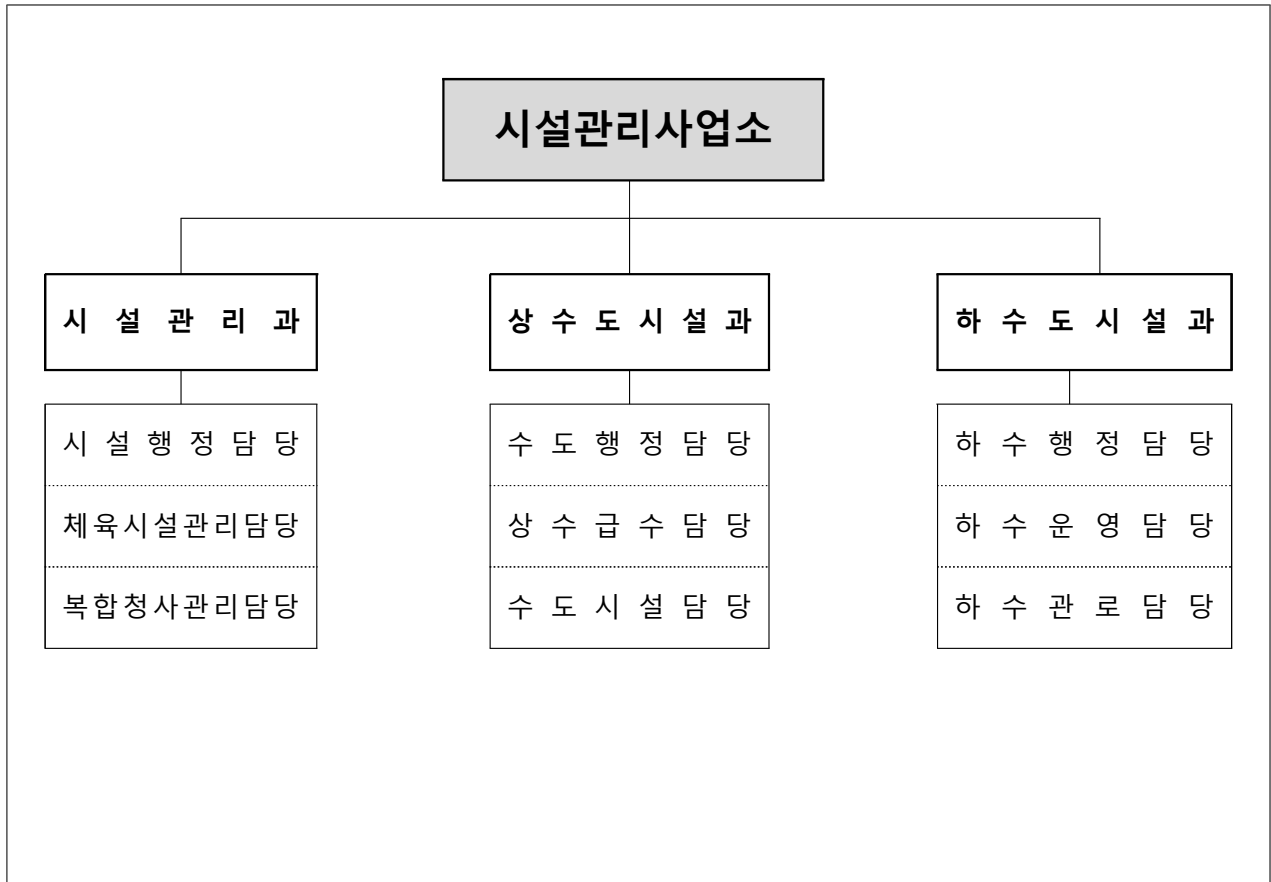 시설관리사업소
시설관리과
상수도시설과
하수도시설과
시설행정담당
체육시설관리담당
복합청사관리담당
수도행정담당
상수급수담당
수도시설담당
하수행정담당
하수운영담당
하수관로담당